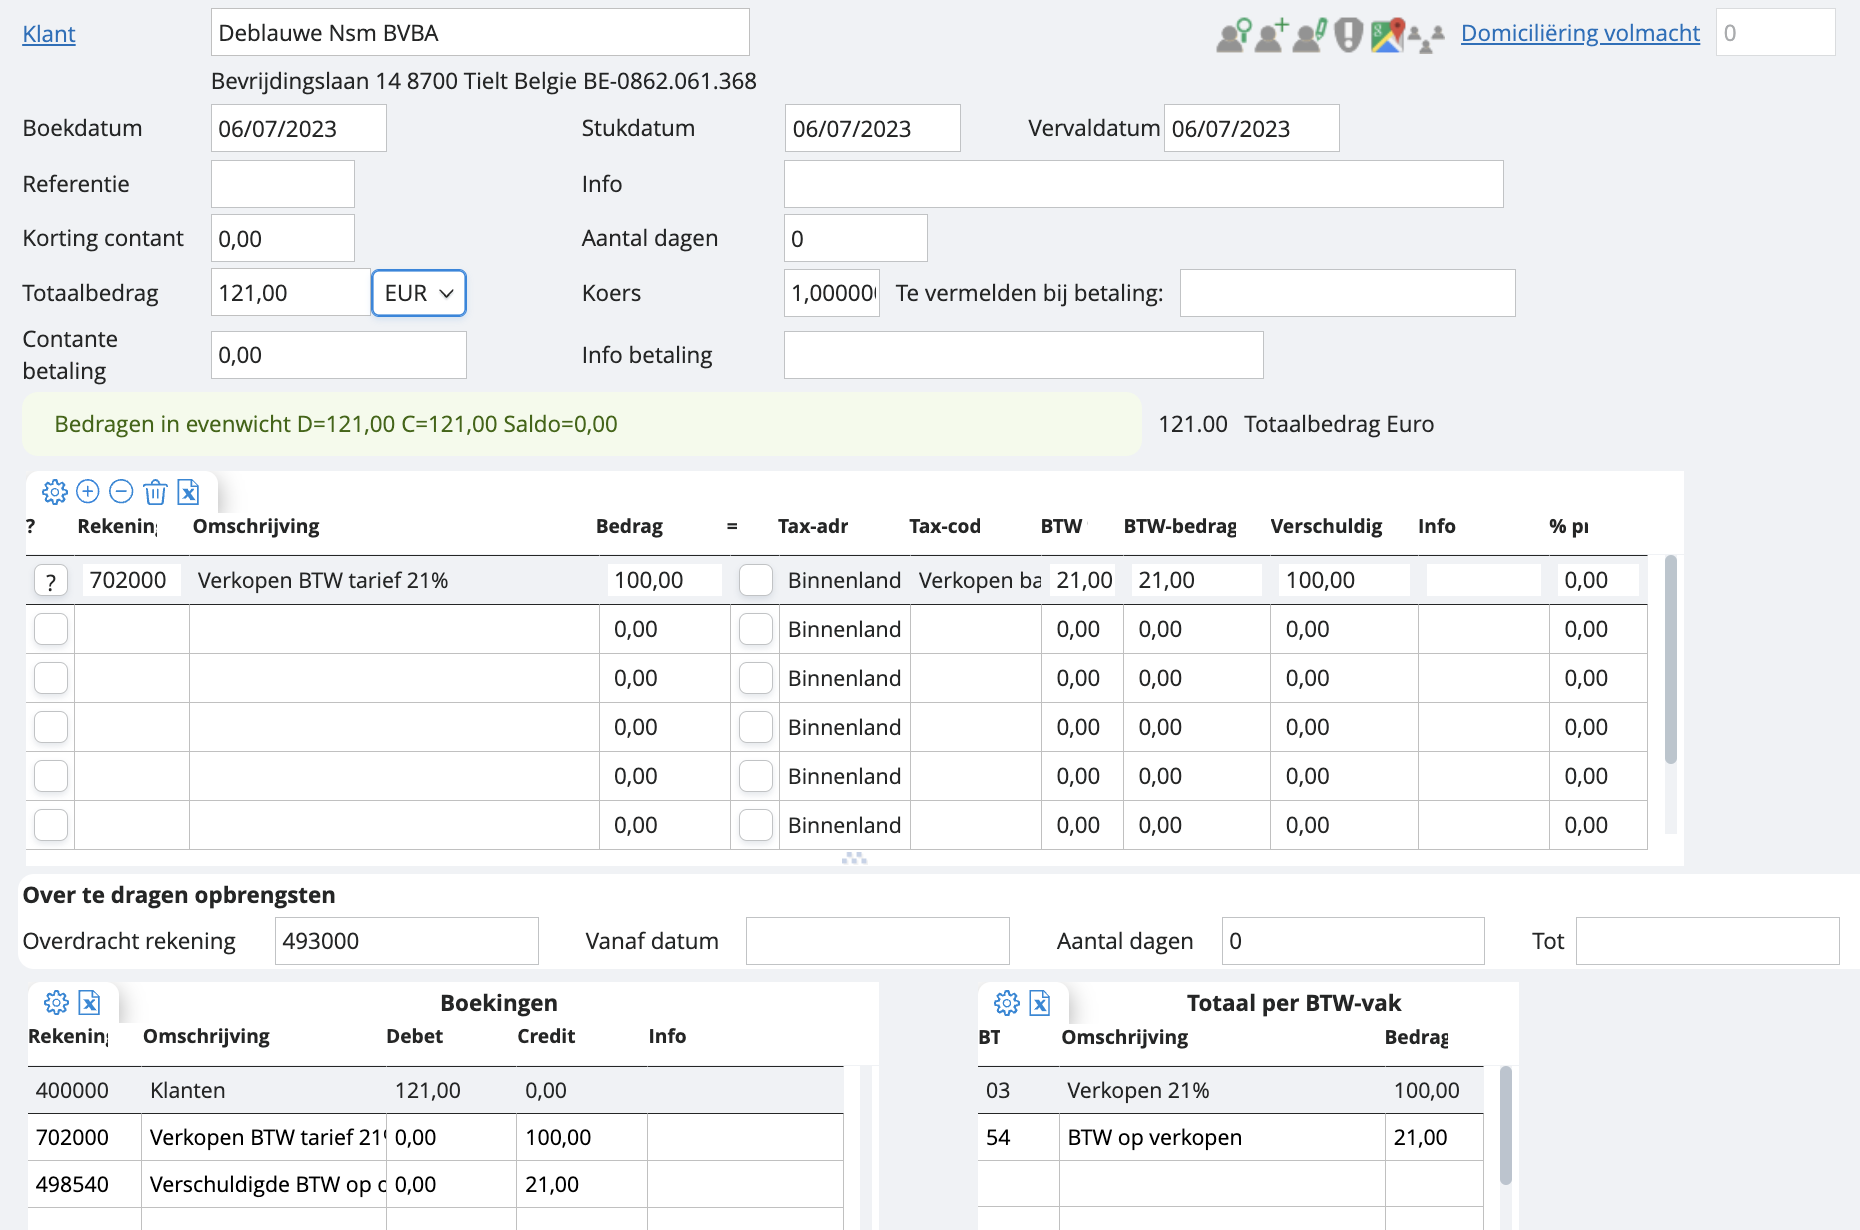 Klant Deblauwe Nsm BVBA Domiciliëring volmacht 0
Bevrijdingslaan 14 8700 Tielt Belgie BE-0862.061.368
Boekdatum 06/07/2023 Stukdatum 06/07/2023 Vervaldatum 06/07/2023
Referentie Info
Korting contant 0,00 Aantal dagen 0
Totaalbedrag 121,00 EUR Koers 1,00000 Te vermelden bij betaling:
Contante betaling 0,00 Info betaling
Bedragen in evenwicht D=121,00 C=121,00 Saldo=0,00 121.00 Totaalbedrag Euro
? Rekening Omschrijving Bedrag = Tax-adr Tax-cod BTW BTW-bedrag Verschuldig Info % pr
? 702000 Verkopen BTW tarief 21% 100,00 Binnenland Verkopen ba 21,00 21,00 100,00 0,00
0,00 Binnenland 0,00 0,00 0,00 0,00
0,00 Binnenland 0,00 0,00 0,00 0,00
0,00 Binnenland 0,00 0,00 0,00 0,00
0,00 Binnenland 0,00 0,00 0,00 0,00
0,00 Binnenland 0,00 0,00 0,00 0,00
Over te dragen opbrengsten
Overdracht rekening 493000 Vanaf datum Aantal dagen 0 Tot
Boekingen
Rekening Omschrijving Debet Credit Info
400000 Klanten 121,00 0,00
702000 Verkopen BTW tarief 21 0,00 100,00
498540 Verschuldigde BTW op 0,00 21,00
Totaal per BTW-vak
BT Omschrijving Bedrag
03 Verkopen 21% 100,00
54 BTW op verkopen 21,00